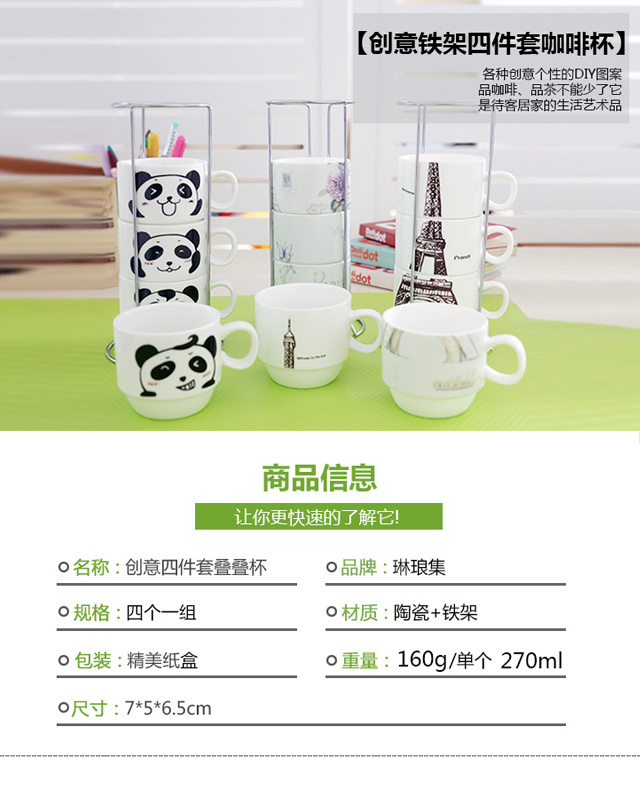 【创意铁架四件套咖啡杯】
各种创意个性的DIY图案
品咖啡、品茶不能少了它
是待客居家的生活艺术品
商品信息
让你更快速的了解它!
名称：创意四件套叠叠杯
品牌：琳琅集
规格：四个一组
材质：陶瓷+铁架
包装：精美纸盒
重量：160g/单个 270ml
尺寸：7*5*6.5cm